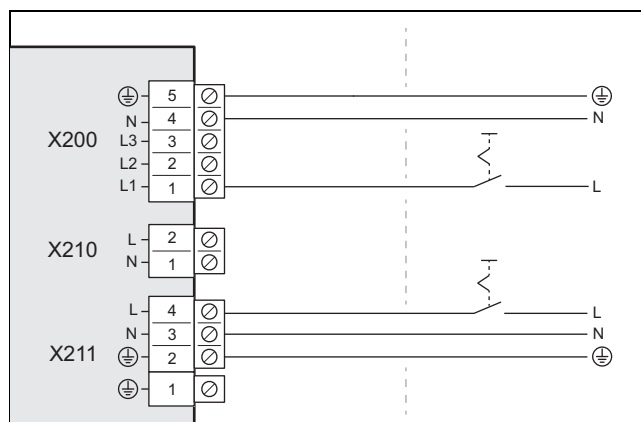 ⏚ 5 ⏚
N 4 N
X200 L3 3
L2 2
L1 1 L
X210 L 2
N 1
L 4 L
N 3 N
X211 ⏚ 2 ⏚
⏚ 1